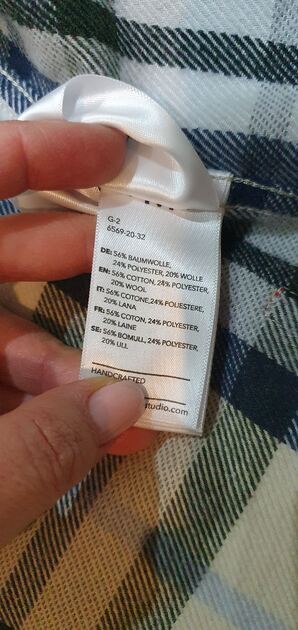 G-2
6569-20-32
DE: 56% BAUMWOLLE,
24% POLYESTER, 20% WOLLE
EN: 56% COTTON, 24% POLYESTER,
20% WOOL
IT: 56% COTONE,24% POLIESTERE,
20% LANA
FR: 56% COTON, 24% POLYESTER,
20% LAINE
SE: 56% BOMULL, 24% POLYESTER,
20% ULL
HANDCRAFTED